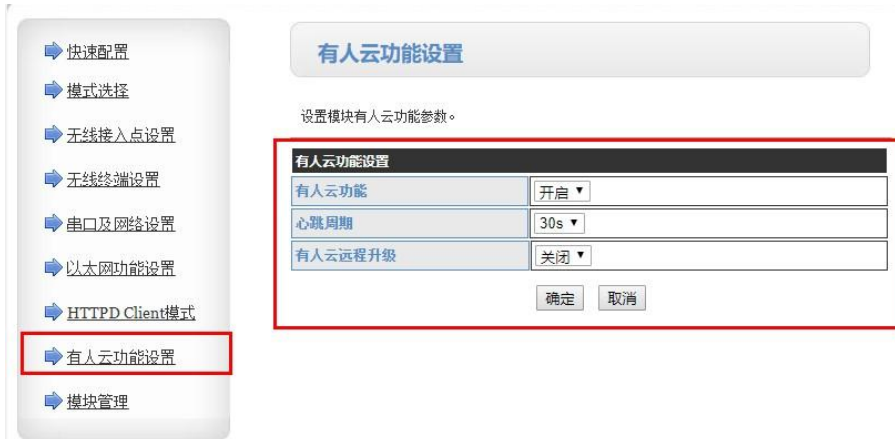 快速配置
模式选择
无线接入点设置
无线终端设置
串口及网络设置
以太网功能设置
HTTPD Client模式
有人云功能设置
模块管理
有人云功能设置
设置模块有人云功能参数。
有人云功能设置
有人云功能 开启
心跳周期 30s
有人云远程升级 关闭
确定 取消